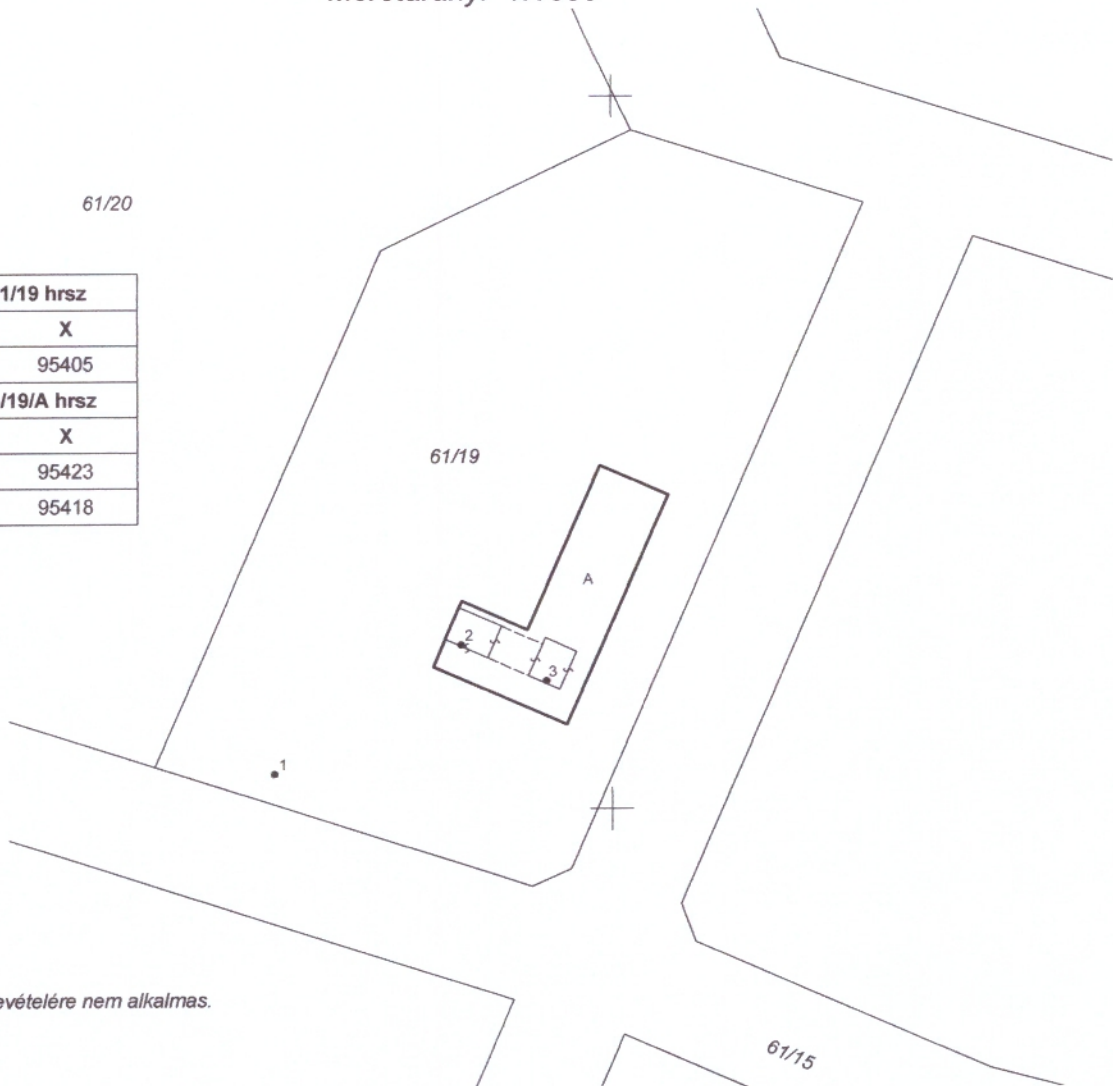 61/20
1/19 hrsz
X
95405
/19/A hrsz
X
95423
95418
61/19
A
2
3
1
evételére nem alkalmas.
61/15